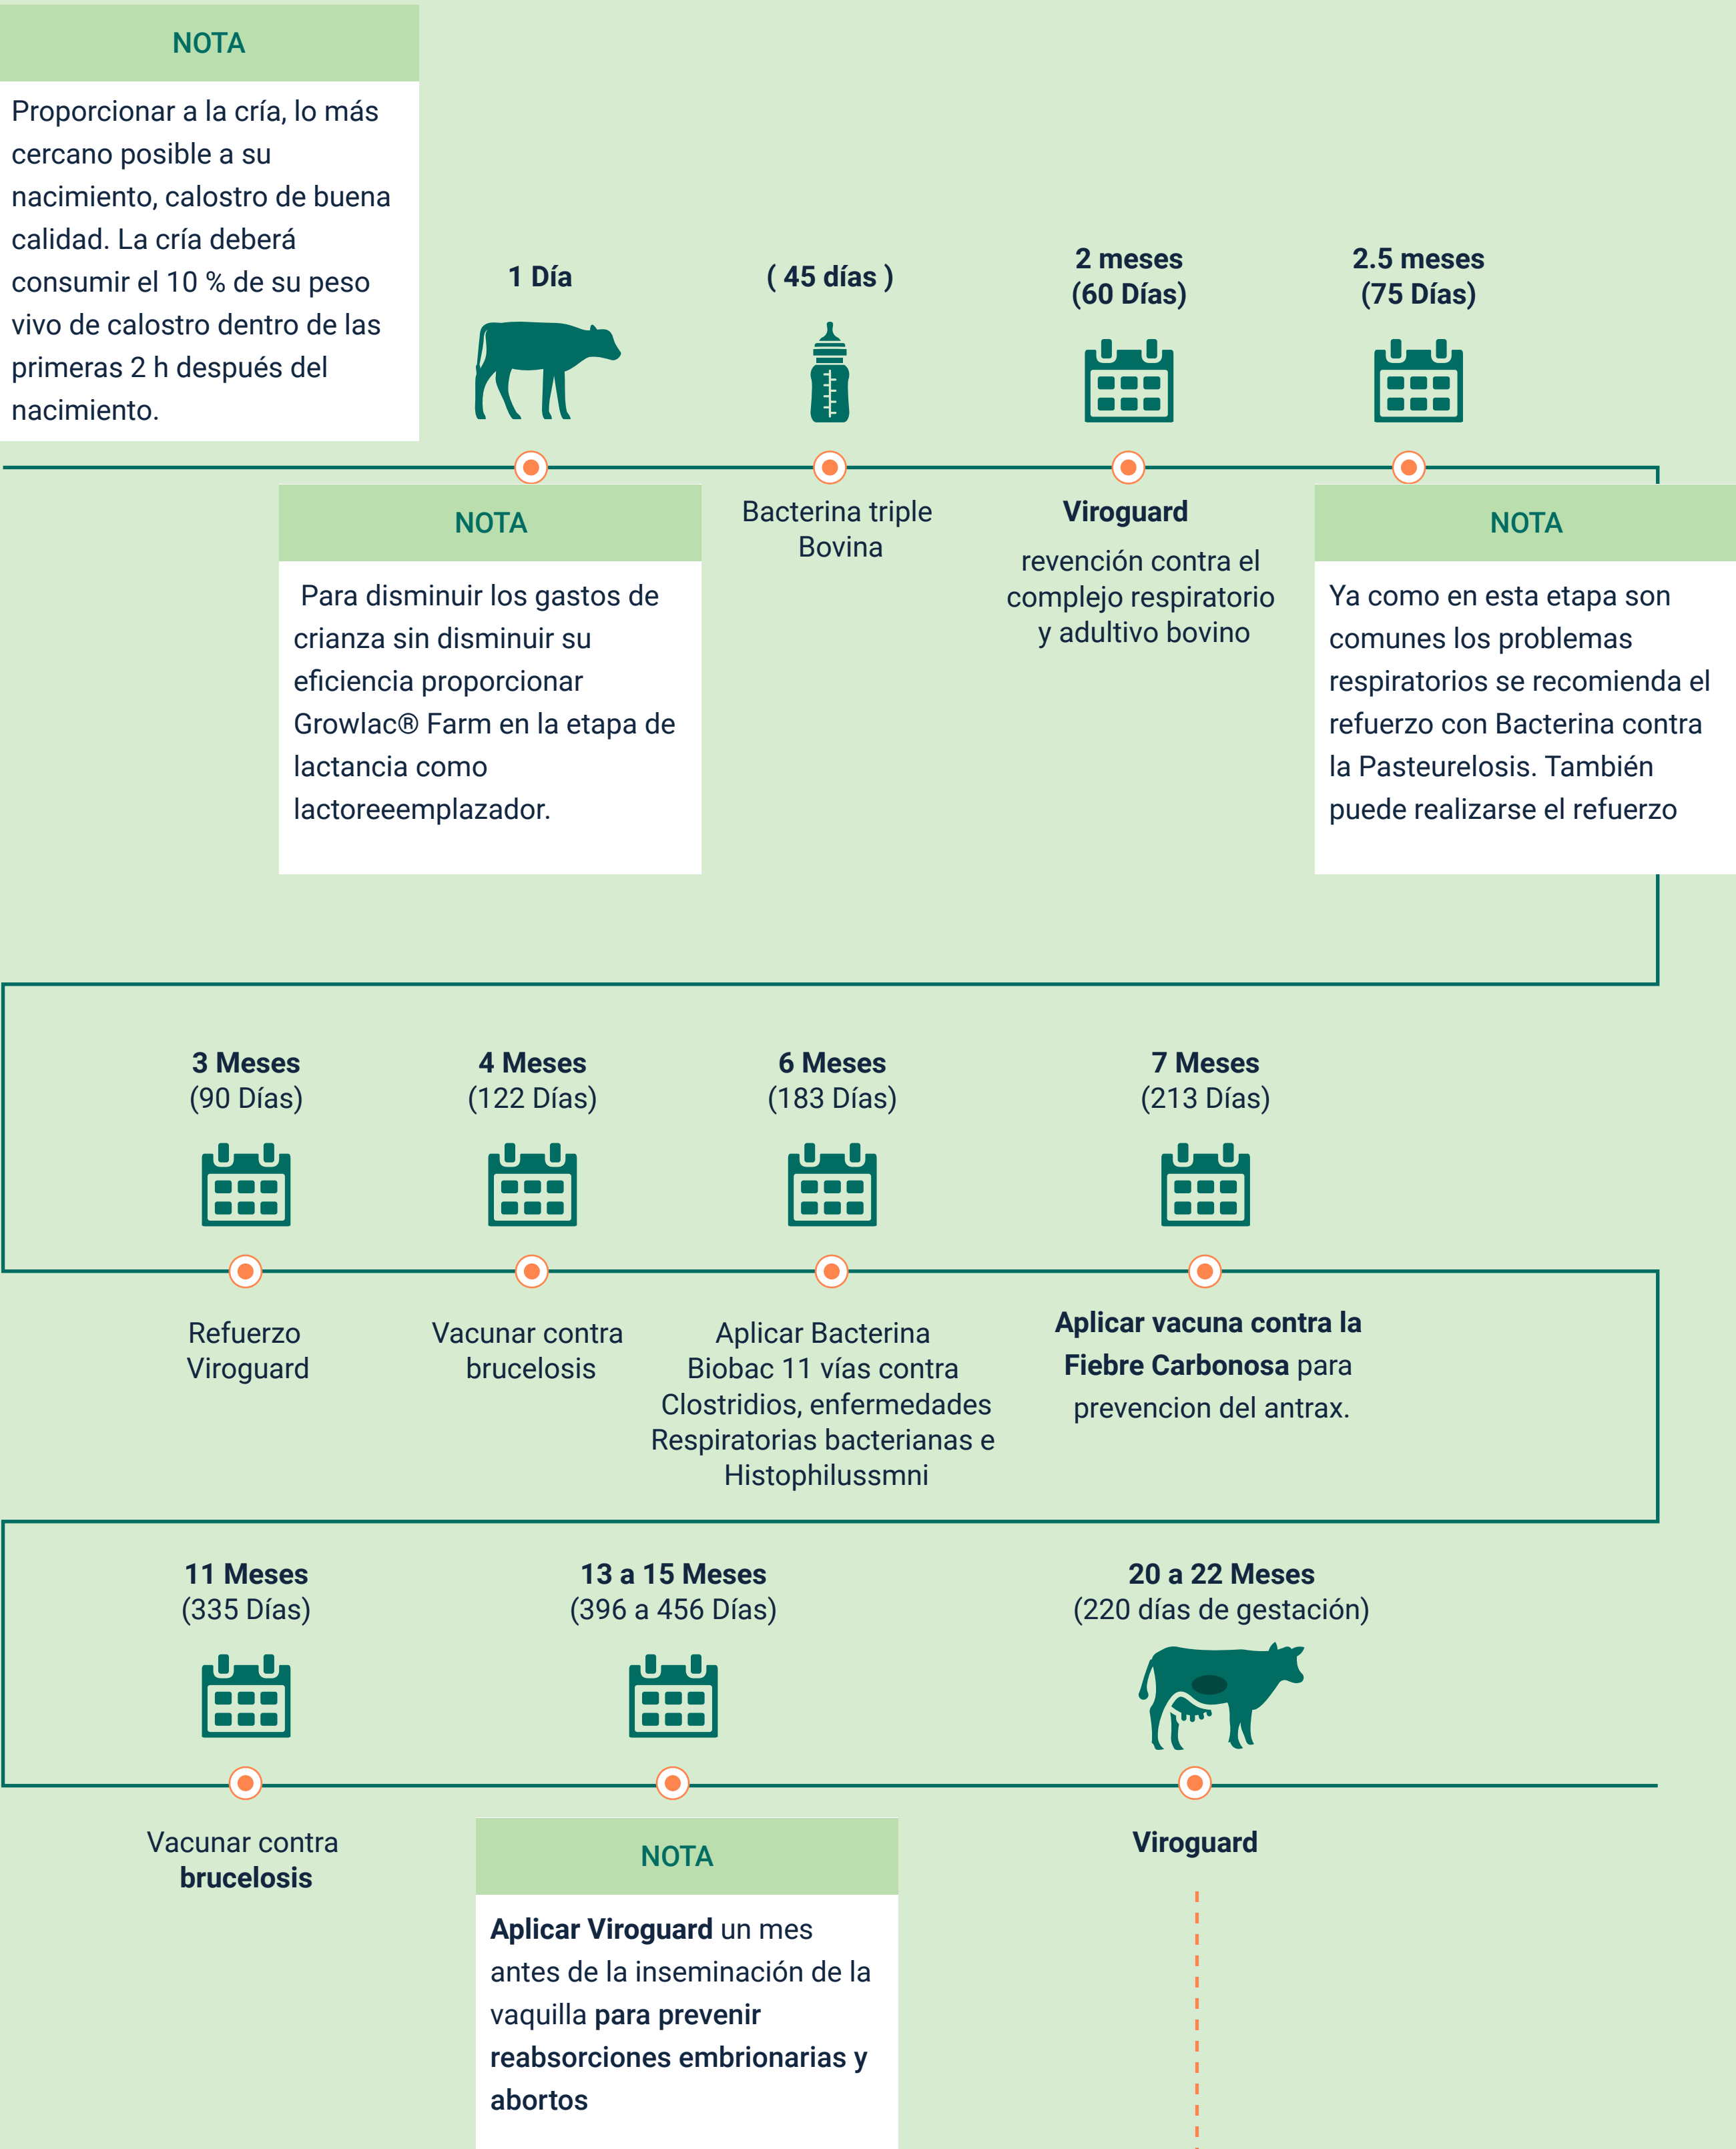 NOTA
Proporcionar a la cría, lo más
cercano posible a su
nacimiento, calostro de buena
calidad. La cría deberá
consumir el 10 % de su peso
vivo de calostro dentro de las
primeras 2 h después del
nacimiento.
1 Día
( 45 días )
2 meses
(60 Días)
2.5 meses
(75 Días)
NOTA
Para disminuir los gastos de
crianza sin disminuir su
eficiencia proporcionar
Growlac® Farm en la etapa de
lactancia como
lactoreeemplazador.
Bacterina triple
Bovina
Viroguard
revención contra el
complejo respiratorio
y adultivo bovino
NOTA
Ya como en esta etapa son
comunes los problemas
respiratorios se recomienda el
refuerzo con Bacterina contra
la Pasteurelosis. También
puede realizarse el refuerzo
3 Meses
(90 Días)
4 Meses
(122 Días)
6 Meses
(183 Días)
7 Meses
(213 Días)
Refuerzo
Viroguard
Vacunar contra
brucelosis
Aplicar Bacterina
Biobac 11 vías contra
Clostridios, enfermedades
Respiratorias bacterianas e
Histophilussmni
Aplicar vacuna contra la
Fiebre Carbonosa para
prevencion del antrax.
11 Meses
(335 Días)
13 a 15 Meses
(396 a 456 Días)
20 a 22 Meses
(220 días de gestación)
Vacunar contra
brucelosis
NOTA
Aplicar Viroguard un mes
antes de la inseminación de la
vaquilla para prevenir
reabsorciones embrionarias y
abortos
Viroguard